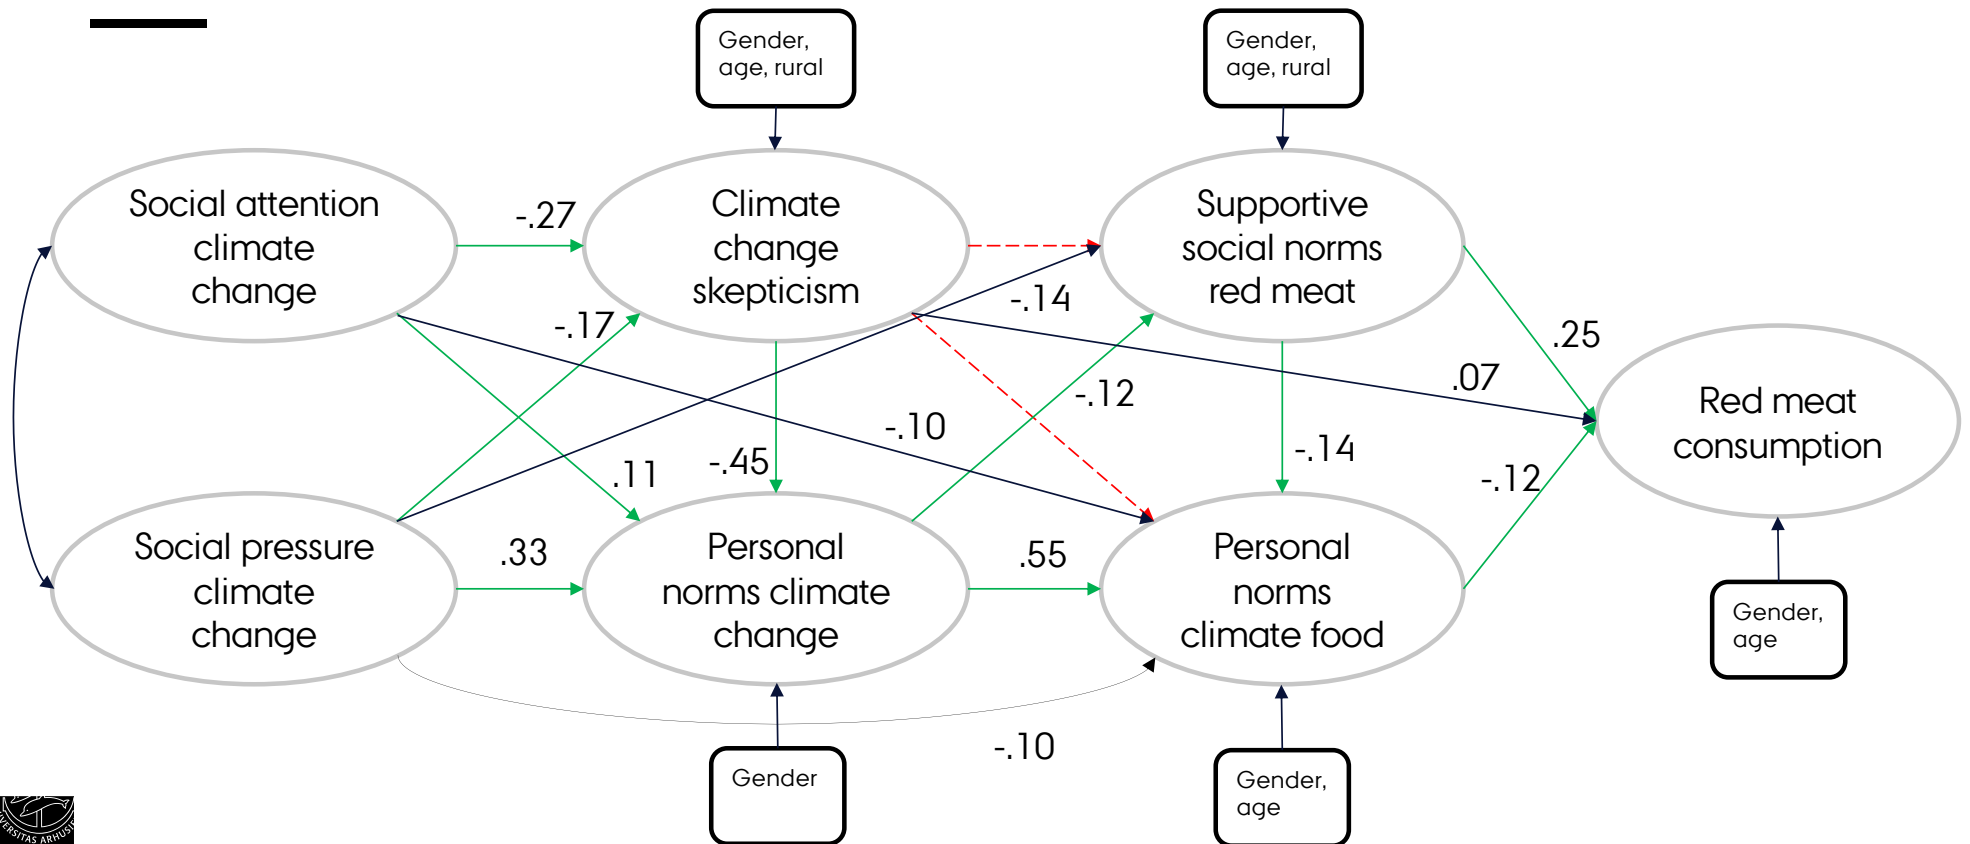 Gender,
age, rural
Gender,
age, rural
Social attention
climate
change
-.27
Climate
change
skepticism
Supportive
social norms
red meat
-.17
-.14
.25
.07
-.12
-.10
Red meat
consumption
.11
-.45
-.14
-.12
Social pressure
climate
change
.33
Personal
norms climate
change
.55
Personal
norms
climate food
Gender,
age
-.10
Gender
Gender,
age
VERSITAS ARHUSI